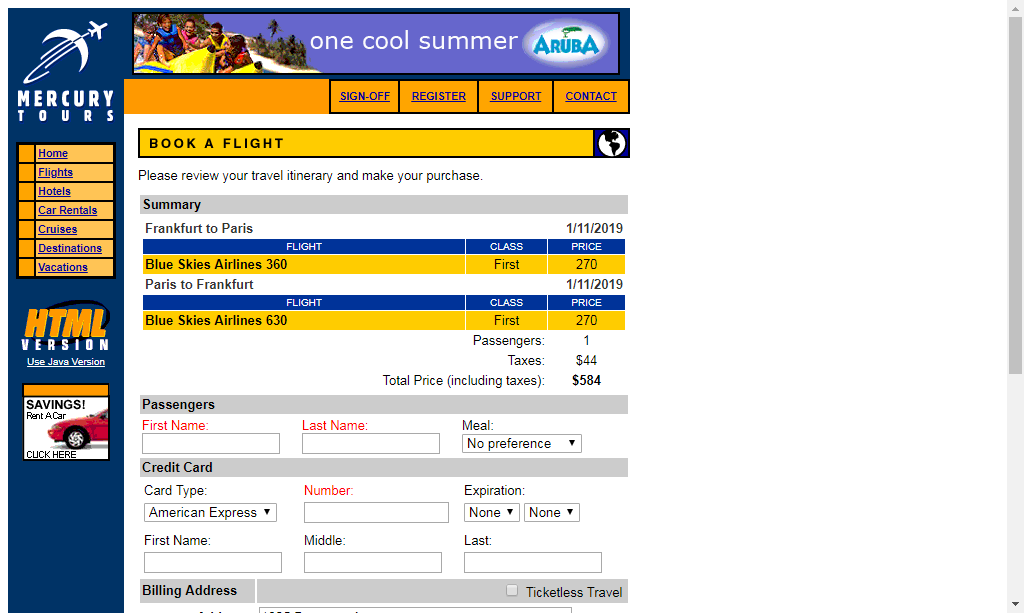 one cool summer ARUBA
MERCURY
TOURS
SIGN-OFF REGISTER SUPPORT CONTACT
BOOK A FLIGHT
Home
Flights
Hotels
Car Rentals
Cruises
Destinations
Vacations
HTML
VERSION
Use Java Version
SAVINGS!
Rent A Car
CLICK HERE
Please review your travel itinerary and make your purchase.
Summary
Frankfurt to Paris 1/11/2019
FLIGHT CLASS PRICE
Blue Skies Airlines 360 First 270
Paris to Frankfurt 1/11/2019
FLIGHT CLASS PRICE
Blue Skies Airlines 630 First 270
Passengers: 1
Taxes: $44
Total Price (including taxes): $584
Passengers
First Name: Last Name: Meal:
No preference
Credit Card
Card Type: Number: Expiration:
American Express None None
First Name: Middle: Last:
Billing Address Ticketless Travel